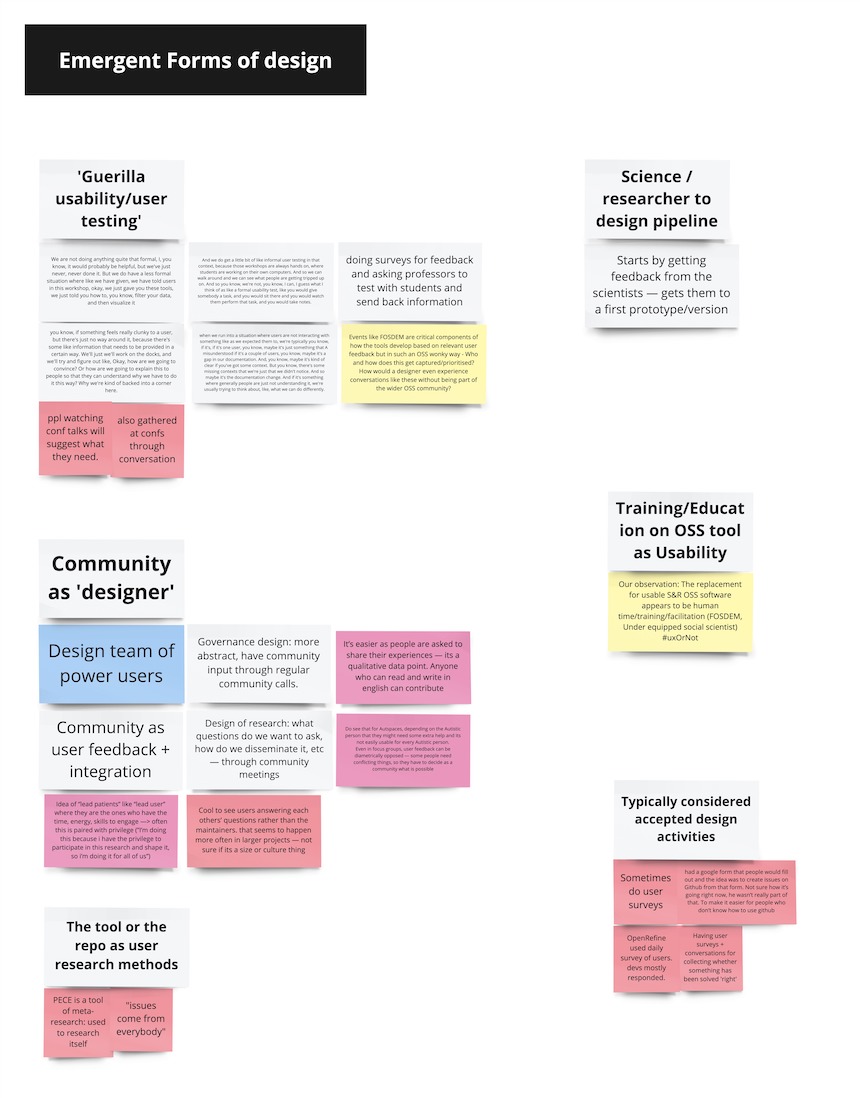 Emergent Forms of design
'Guerilla
usability/user
testing'
We are not doing anything quite that formal, I, you
know, it would probably be helpful, but we've just
never, never done it. But we do have a less formal
situation where like we have given, we have told users
in this workshop, okay, we just gave you these tools,
we just told you how to, you know, filter your data,
and then visualize it
And we do get a little bit of like informal user testing in that
context, because those workshops are always hands on, where
students are working on their own computers. And so we can
walk around and we can see what people are getting tripped up
on. And so you know, we're not, you know, I can, I guess what I
think of as like a formal usability test, like you would give
somebody a task, and you would sit there and you would watch
them perform that task, and you would take notes.
doing surveys for feedback
and asking professors to
test with students and
send back information
you know, if something feels really clunky to a user,
but there's just no way around it, because there's
some like information that needs to be provided in a
certain way. We'll just we'll work on the docks, and
we'll try and figure out like, Okay, how are we going to
convince? Or how are we going to explain this to
people so that they can understand why we have to do
it this way? Why we're kind of backed into a corner
here.
when we run into a situation where users are not interacting with
something like as we expected them to, we're typically you know,
if it's, if it's one user, you know, maybe it's just something that A
misunderstood if it's a couple of users, you know, maybe it's a
gap in our documentation. And, you know, maybe it's kind of
clear if you've got some context. But you know, there's some
missing contexts that were just that we didn't notice. And so
maybe it's the documentation change. And if it's something
where generally people are just not understanding it, we're
usually trying to think about, like, what we can do differently.
Events like FOSDEM are critical components of
how the tools develop based on relevant user
feedback but in such an OSS wonky way - Who
and how does this get captured/prioritised?
How would a designer even experience
conversations like these without being part of
the wider OSS community?
ppl watching
conf talks will
suggest what
they need.
also gathered
at confs
through
conversation
Science /
researcher to
design pipeline
Starts by getting
feedback from the
scientists — gets them to
a first prototype/version
Training/Educat
ion on OSS tool
as Usability
Our observation: The replacement
for usable S&R OSS software
appears to be human
time/training/facilitation (FOSDEM,
Under equipped social scientist)
#uxOrNot
Community
as 'designer'
Design team of
power users
Governance design: more
abstract, have community
input through regular
community calls.
It's easier as people are asked to
share their experiences — its a
qualitative data point. Anyone
who can read and write in
english can contribute
Community as
user feedback +
integration
Design of research: what
questions do we want to ask,
how do we disseminate it, etc
— through community
meetings
Do see that for Autspaces, depending on the Autistic
person that they might need some extra help and its
not easily usable for every Autistic person.
Even in focus groups, user feedback can be
diametrically opposed — some people need
conflicting things, so they have to decide as a
community what is possible
Idea of "lead patients" like "lead user"
where they are the ones who have the
time, energy, skills to engage —> often
this is paired with privilege ("I'm doing
this because i have the privilege to
participate in this research and shape it,
so i'm doing it for all of us")
Cool to see users answering each
others' questions rather than the
maintainers. that seems to happen
more often in larger projects — not
sure if its a size or culture thing
Typically considered
accepted design
activities
Sometimes
do user
surveys
had a google form that people would fill
out and the idea was to create issues on
Github from that form. Not sure how it's
going right now, he wasn't really part of
that. To make it easier for people who
don't know how to use github
OpenRefine
used daily
survey of users.
devs mostly
responded.
Having user
surveys +
conversations for
collecting whether
something has
been solved 'right'
The tool or the
repo as user
research methods
PECE is a tool
of meta-
research: used
to research
itself
"issues
come from
everybody"